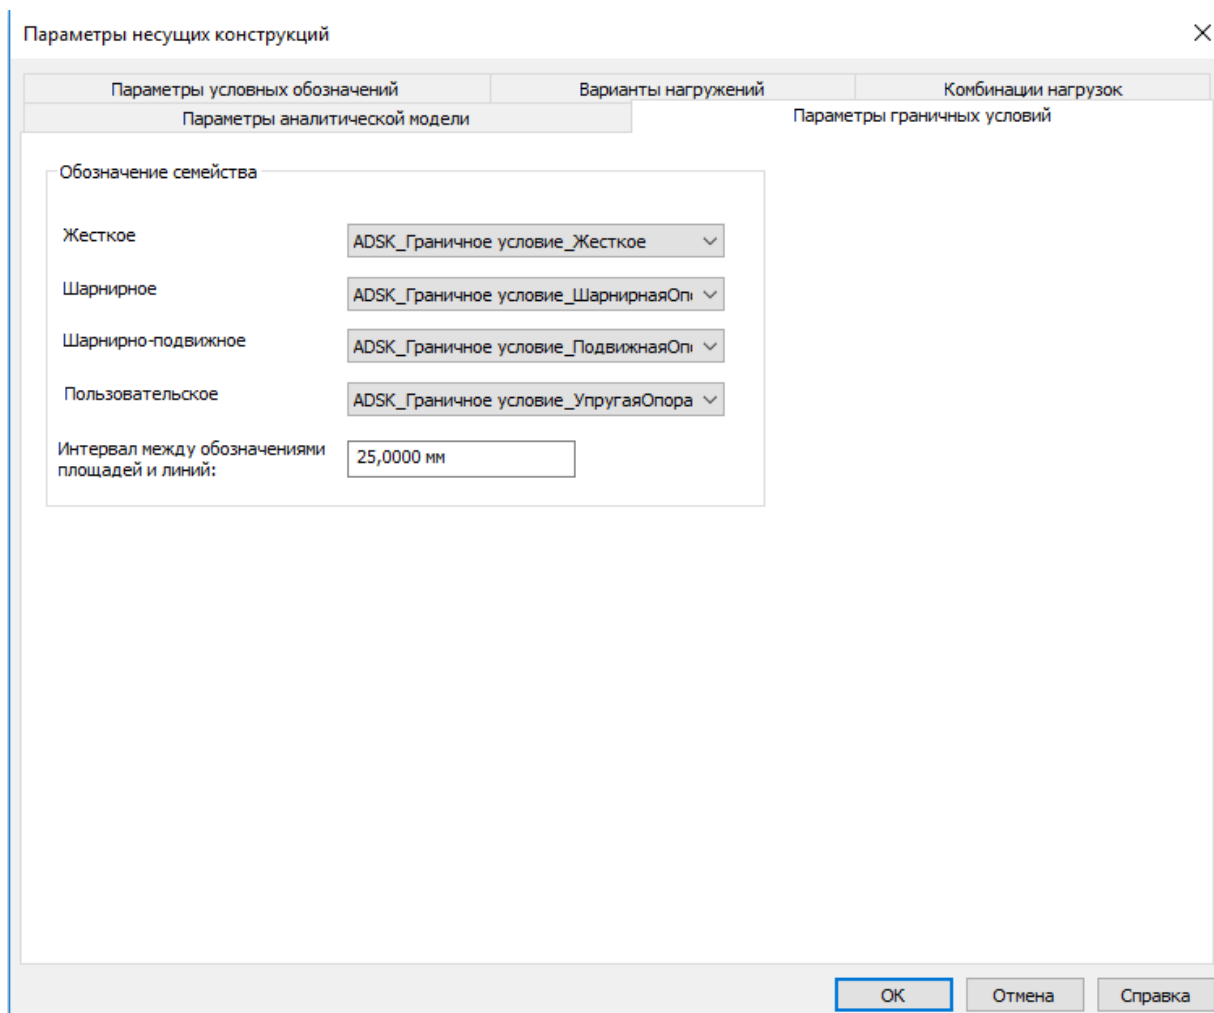 Параметры несущих конструкций
Параметры условных обозначений
Варианты нагружений
Комбинации нагрузок
Параметры аналитической модели
Параметры граничных условий
Обозначение семейства
Жесткое
ADSK_Граничное условие_Жесткое
Шарнирное
ADSK_Граничное условие_ШарнирнаяОп
Шарнирно-подвижное
ADSK_Граничное условие_ПодвижнаяОп
Пользовательское
ADSK_Граничное условие_УпругаяОпора
Интервал между обозначениями
площадей и линий:
25,0000 мм
ОК
Отмена
Справка